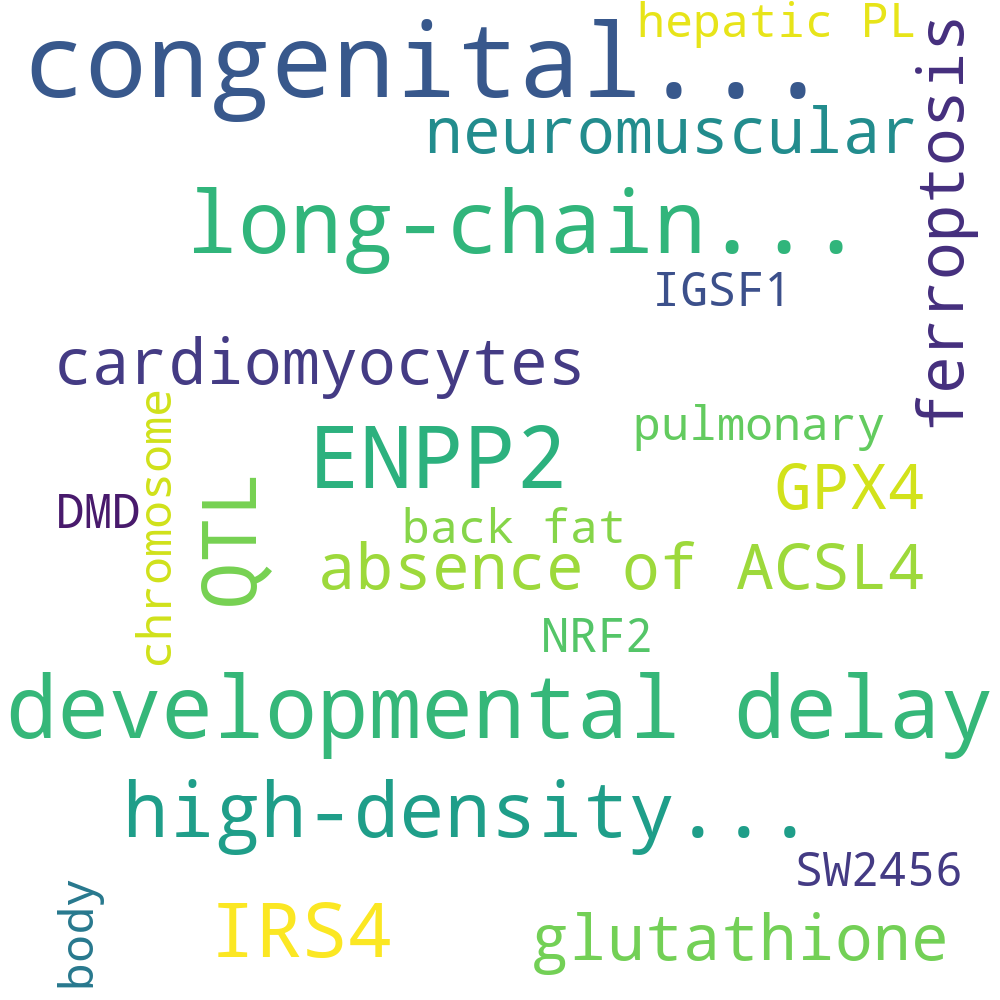 hepatic PL
congenital...
ferroptosis
neuromuscular
long-chain...
IGSF1
cardiomyocytes
chromosome
pulmonary
ENPP2
GPX4
DMD
QTL
back fat
absence of ACSL4
NRF2
developmental delay
high-density...
SW2456
body
IRS4
glutathione